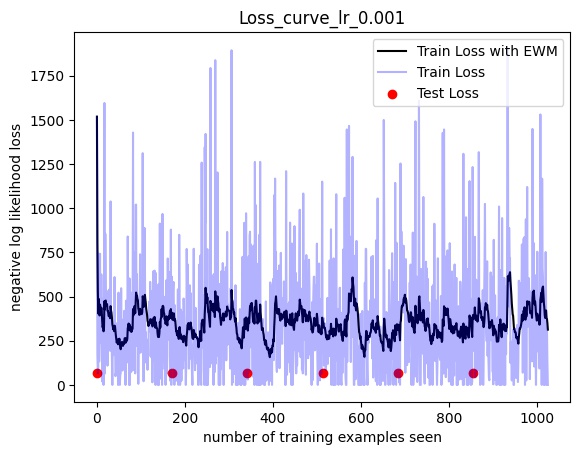 Loss_curve_lr_0.001
Train Loss with EWM
Train Loss
Test Loss
negative log likelihood loss
1750
1500
1250
1000
750
500
250
0
0
200
400
600
800
1000
number of training examples seen